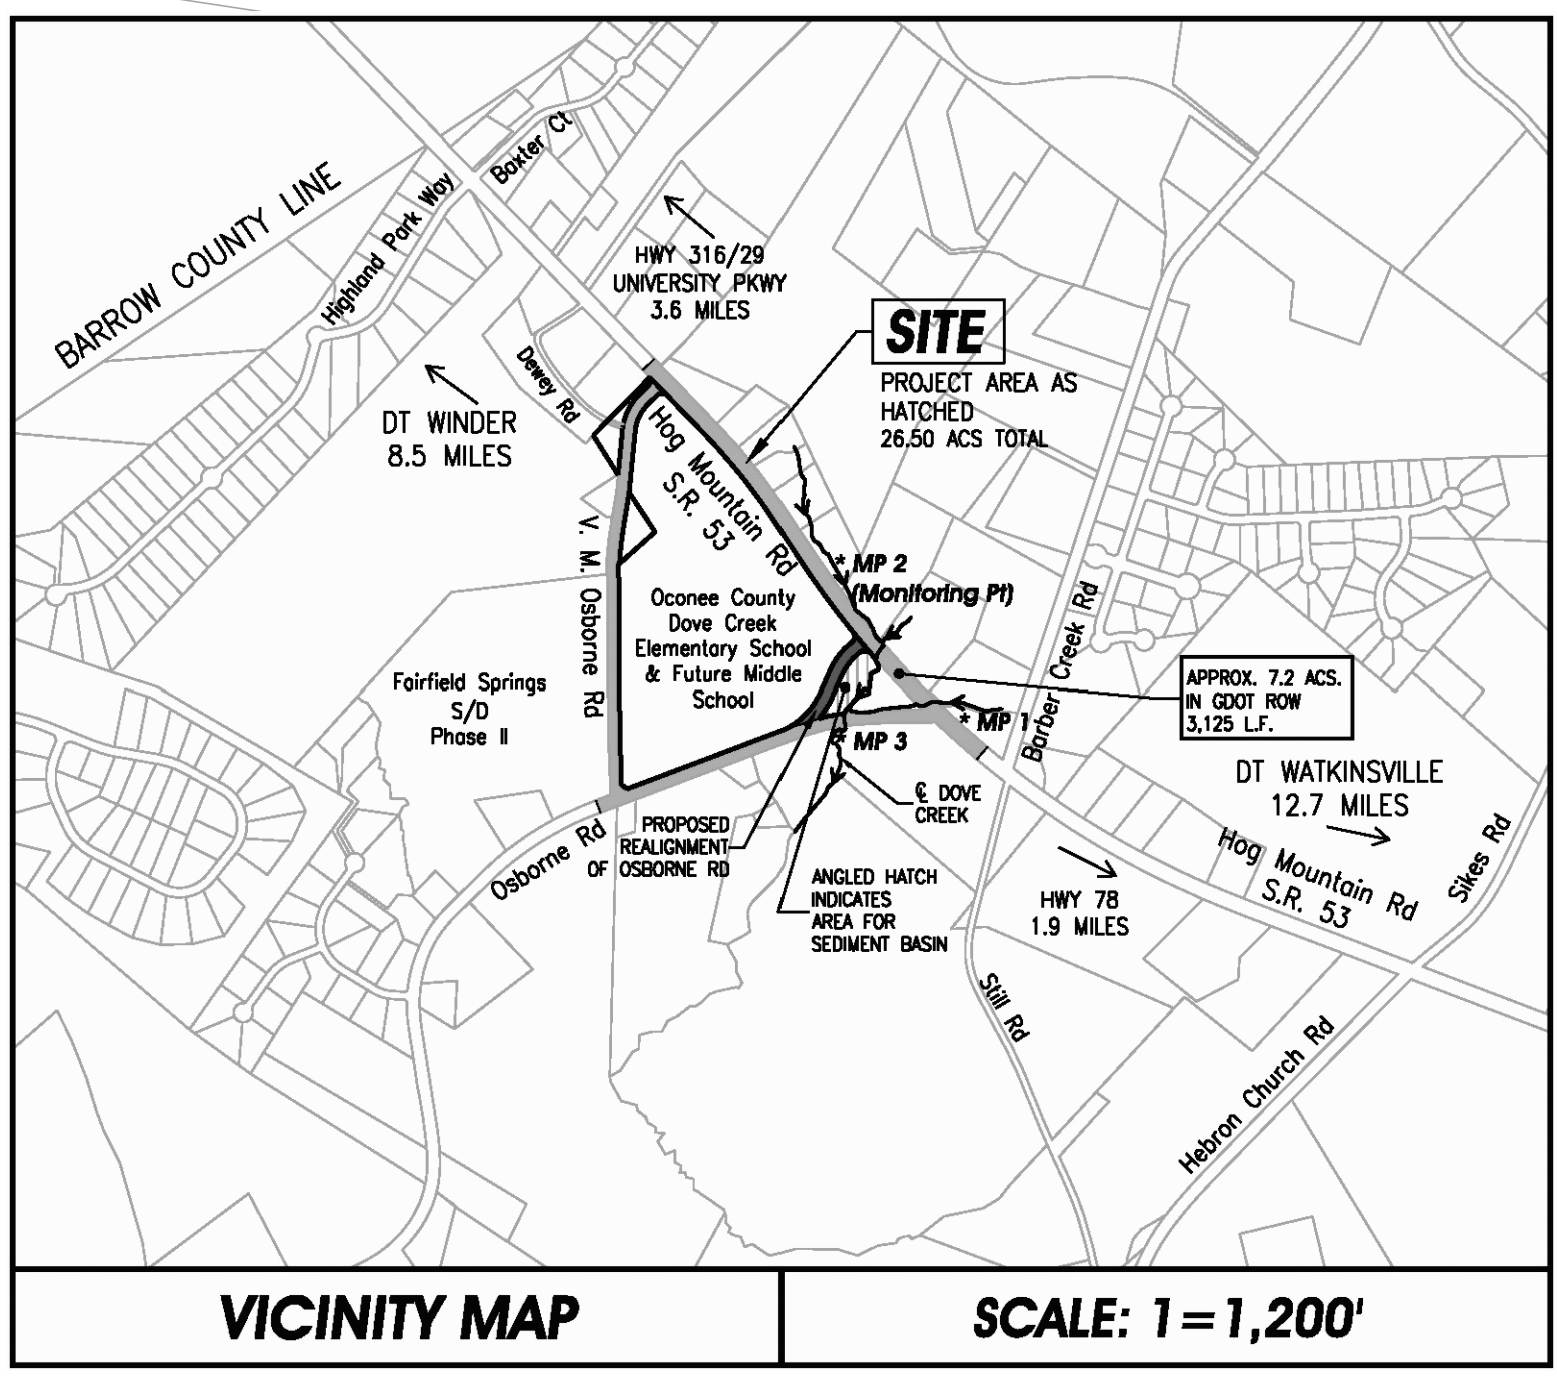 BARROW COUNTY LINE
Highland Park Way
Baxter Ct
HWY 316/29
UNIVERSITY PKWY
3.6 MILES
SITE
PROJECT AREA AS
HATCHED
26.50 ACS TOTAL
Dewey Rd
DT WINDER
8.5 MILES
Hog Mountain Rd
S.R. 53
V. M. Osborne Rd
* MP 2
(Monitoring Pt)
Oconee County
Dove Creek
Elementary School
& Future Middle
School
Fairfield Springs
S/D
Phase II
Barber Creek Rd
APPROX. 7.2 ACS.
IN GDOT ROW
3,125 L.F.
* MP 1
* MP 3
℄ DOVE
CREEK
DT WATKINSVILLE
12.7 MILES
PROPOSED
REALIGNMENT
OF OSBORNE RD
Osborne Rd
ANGLED HATCH
INDICATES
AREA FOR
SEDIMENT BASIN
HWY 78
1.9 MILES
Hog Mountain Rd
S.R. 53
Sikes Rd
Still Rd
Hebron Church Rd
VICINITY MAP
SCALE: 1=1,200'